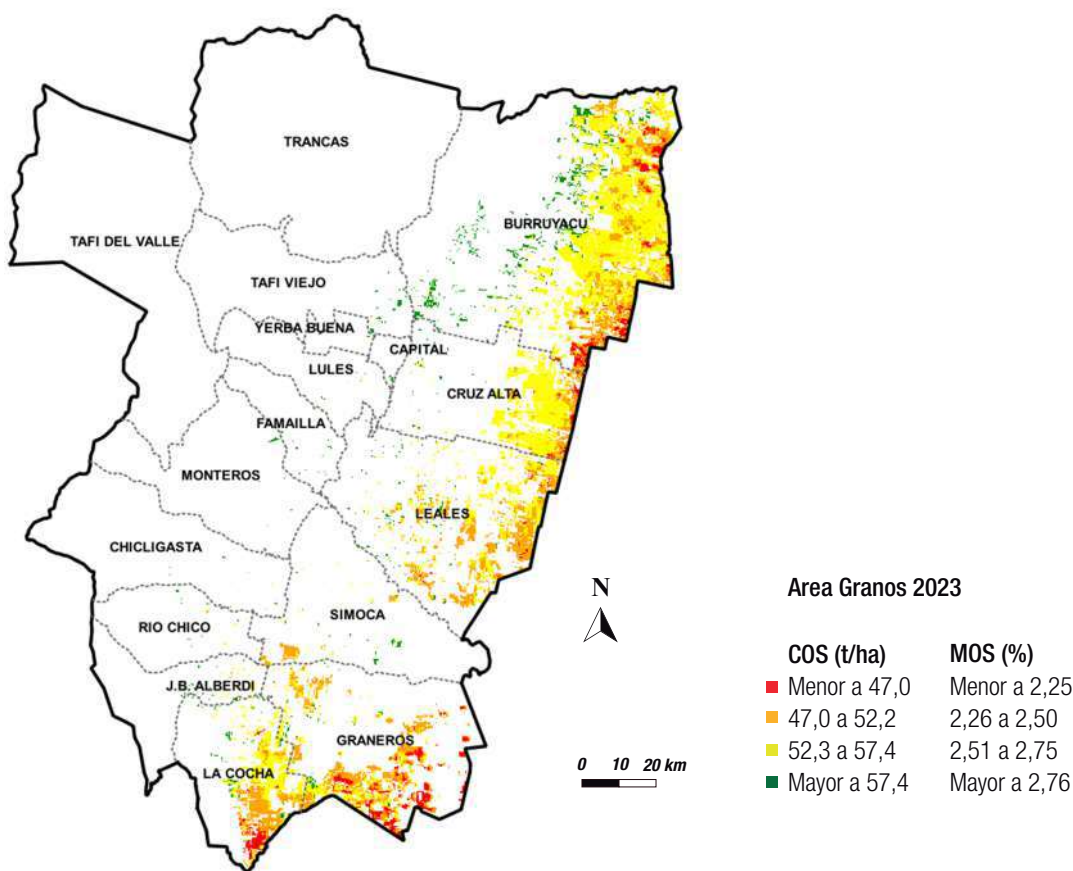 TRANCAS
BURRUYACU
TAFI DEL VALLE
TAFI VIEJO
YERBA BUENA
CAPITAL
LULES
CRUZ ALTA
FAMAILLA
MONTEROS
LEALES
CHICLIGASTA
SIMOCA
RIO CHICO
J.B. ALBERDI
GRANEROS
LA COCHA
N
0 10 20 km
Area Granos 2023
COS (t/ha) MOS (%)
Menor a 47,0 Menor a 2,25
47,0 a 52,2 2,26 a 2,50
52,3 a 57,4 2,51 a 2,75
Mayor a 57,4 Mayor a 2,76